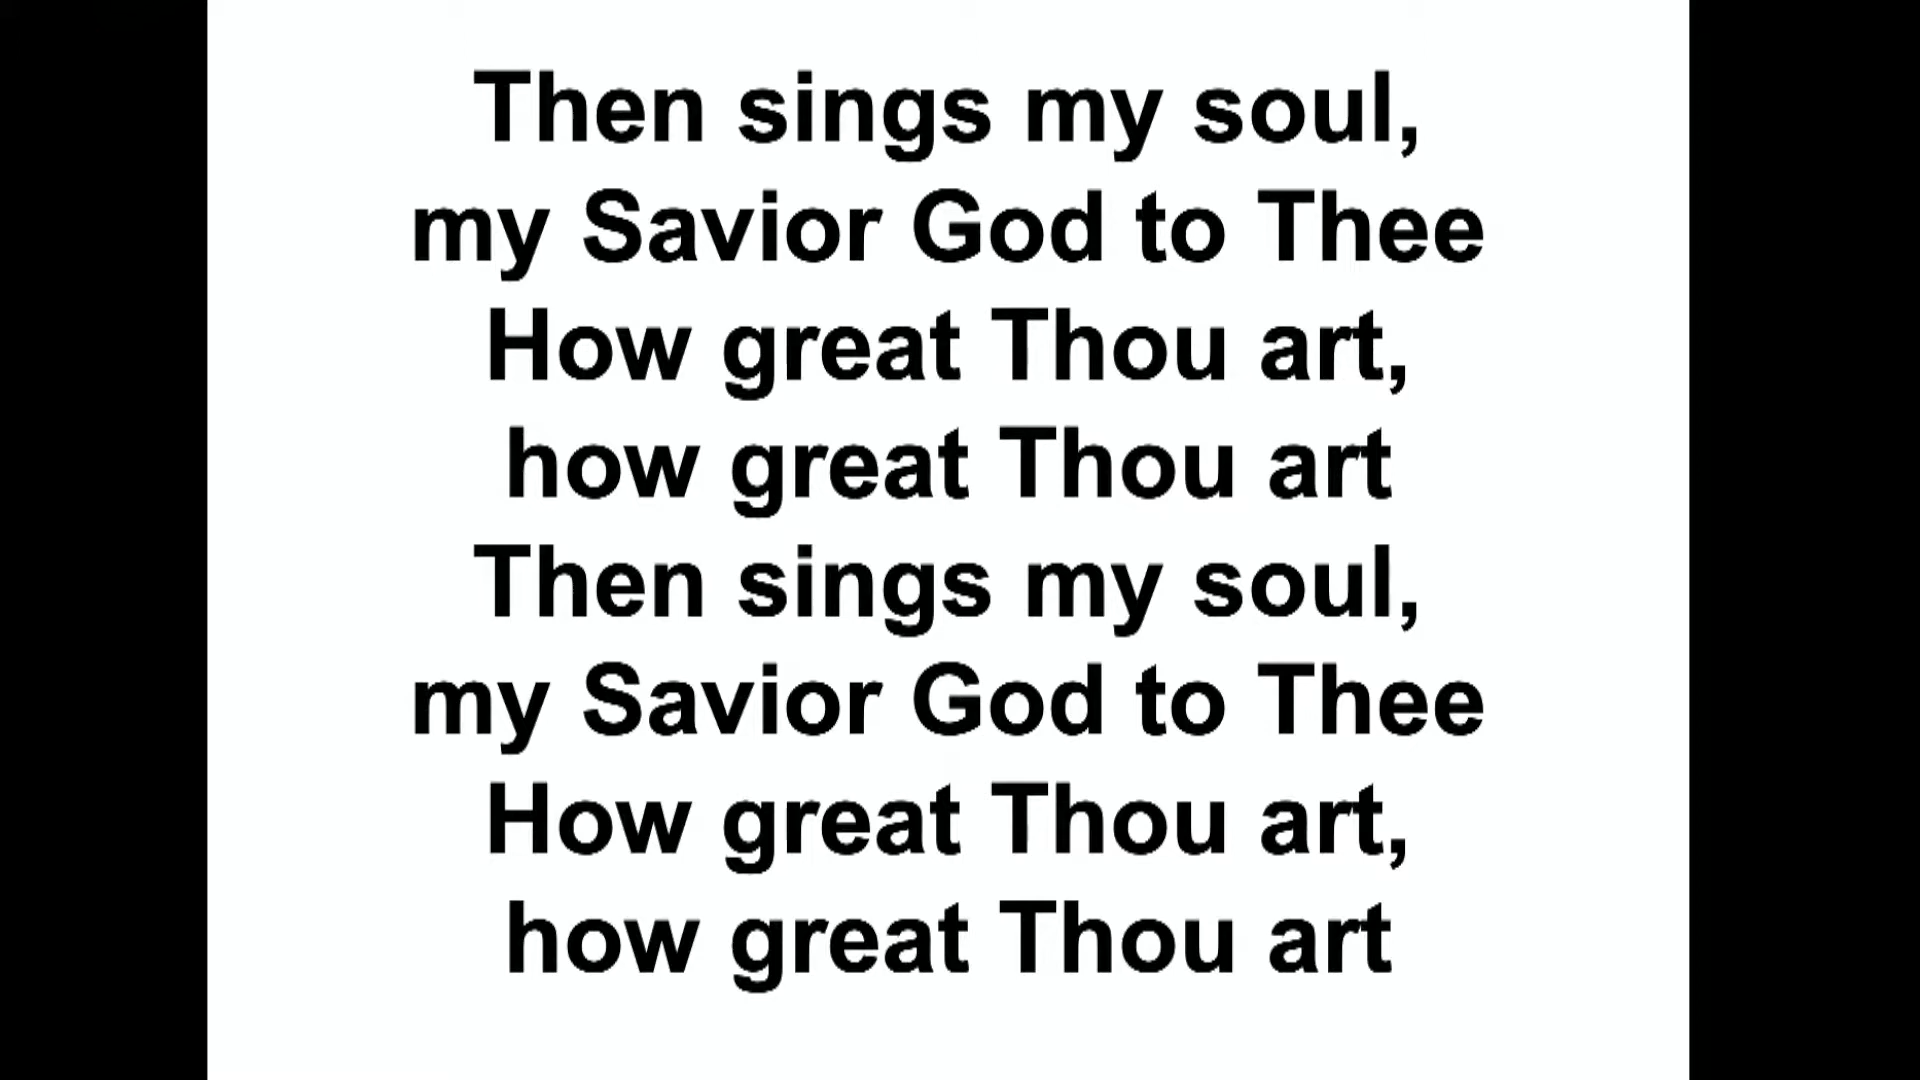 Then sings my soul,
my Savior God to Thee
How great Thou art,
how great Thou art
Then sings my soul,
my Savior God to Thee
How great Thou art,
how great Thou art